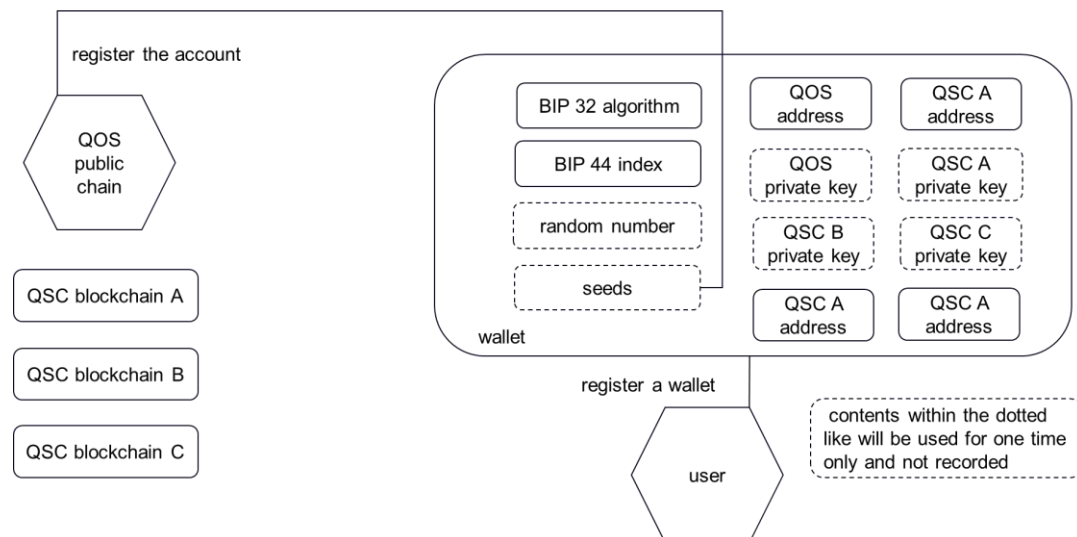 register the account
QOS
public
chain
QSC blockchain A
QSC blockchain B
QSC blockchain C
BIP 32 algorithm
BIP 44 index
random number
seeds
wallet
QOS
address
QSC A
address
QOS
private key
QSC A
private key
QSC B
private key
QSC C
private key
QSC A
address
QSC A
address
register a wallet
user
contents within the dotted
like will be used for one time
only and not recorded